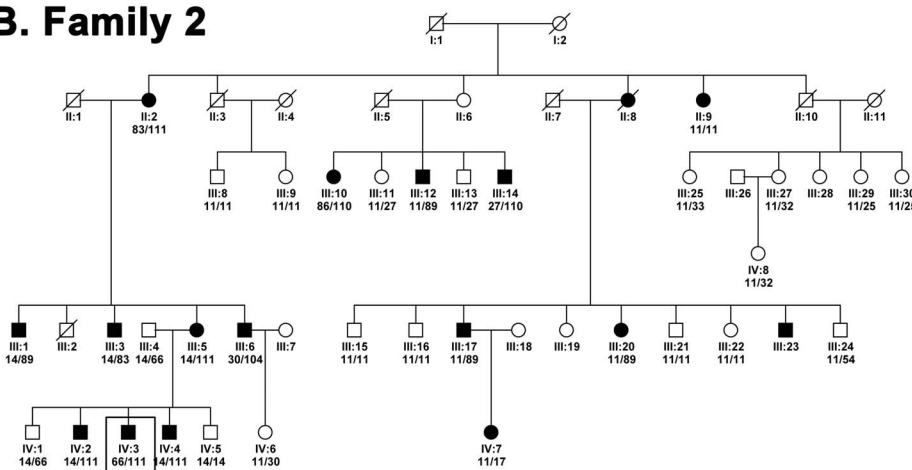 B. Family 2
I:1 I:2
II:1 II:2 II:3 II:4 II:5 II:6 II:7 II:8 II:9 II:10 II:11
83/111 11/11
III:8 III:9 III:10 III:11 III:12 III:13 III:14 III:25 III:26 III:27 III:28 III:29 III:30
11/11 11/11 86/110 11/27 11/89 11/27 27/110 11/33 11/32 11/25 11/25
IV:8
11/32
III:1 III:2 III:3 III:4 III:5 III:6 III:7 III:15 III:16 III:17 III:18 III:19 III:20 III:21 III:22 III:23 III:24
14/89 14/83 14/66 14/111 30/104 11/11 11/11 11/89 11/89 11/11 11/11 11/54
IV:1 IV:2 IV:3 IV:4 IV:5 IV:6 IV:7
14/66 14/111 66/111 14/111 14/14 11/30 11/17